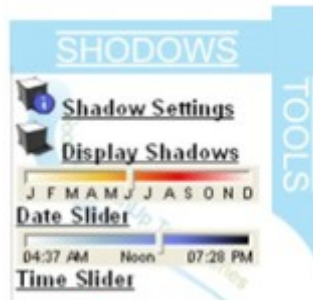 SHODOWS
TOOLS
Shadow Settings
Display Shadows
J F M A M J J A S O N D
Date Slider
04:37 AM Noon 07:28 PM
Time Slider